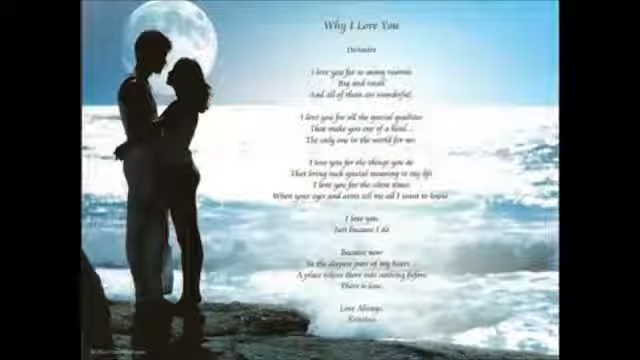 Why I Love You
I love you for so many reasons
Big and small
And all of them are wonderful.
I love you for all the special qualities
That make you one of a kind...
The only one in the world for me.
I love you for the things you do
That bring such special meaning to my life
I love you for the silent times
When your eyes and arms tell me all I want to know
I love you
Just because I do
Because now
In the deepest part of my heart...
A place where there was nothing before
There is love.
Love Always,